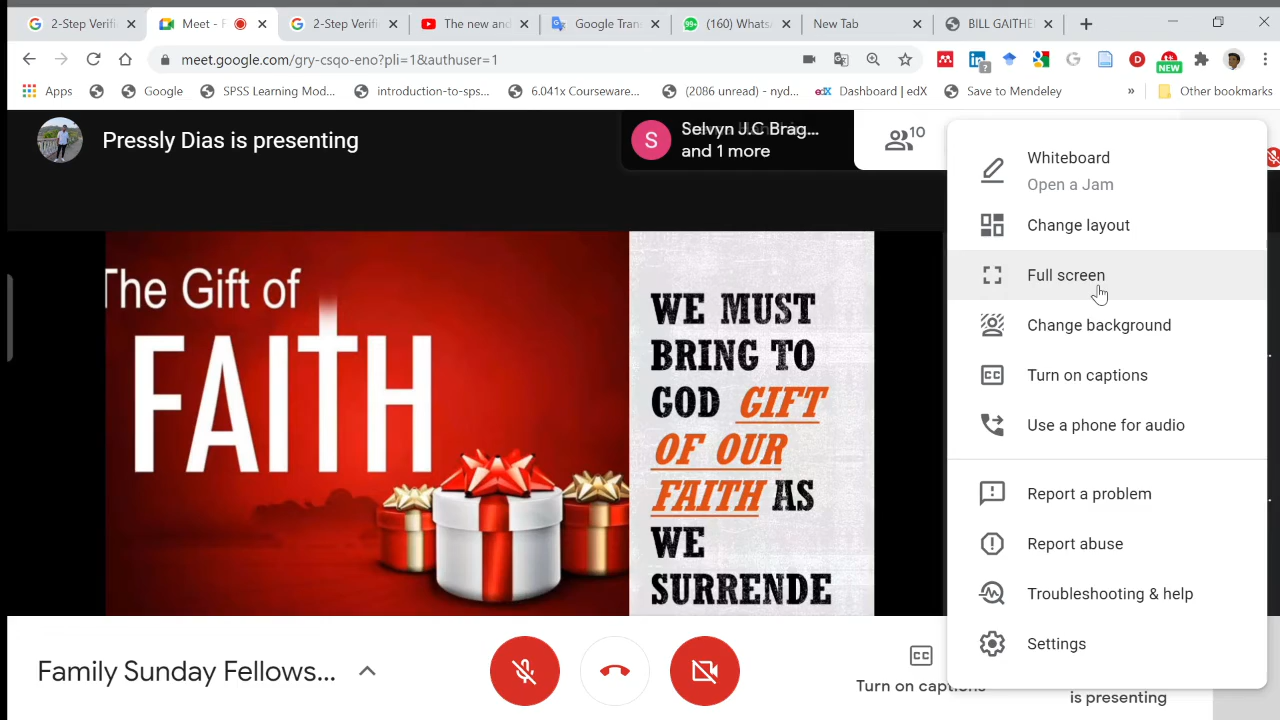 2-Step Verifi
Meet -
2-Step Verifi
The new and
Google Tran
(160) Whats
New Tab
BILL GAITHE
meet.google.com/gry-csqo-eno?pli=1&authuser=1
NEW
Apps
Google
SPSS Learning Mod...
introduction-to-sps...
6.041x Courseware...
(2086 unread) - nyd...
edX Dashboard | edX
Save to Mendeley
»
Other bookmarks
Pressly Dias is presenting
S
Selvyn J.C Brag...
and 1 more
10
Whiteboard
Open a Jam
Change layout
Full screen
Change background
Turn on captions
Use a phone for audio
Report a problem
Report abuse
Troubleshooting & help
Settings
The Gift of
FAITH
WE MUST
BRING TO
GOD GIFT
OF OUR
FAITH AS
WE
SURRENDE
Family Sunday Fellows...
Turn on captions
is presenting